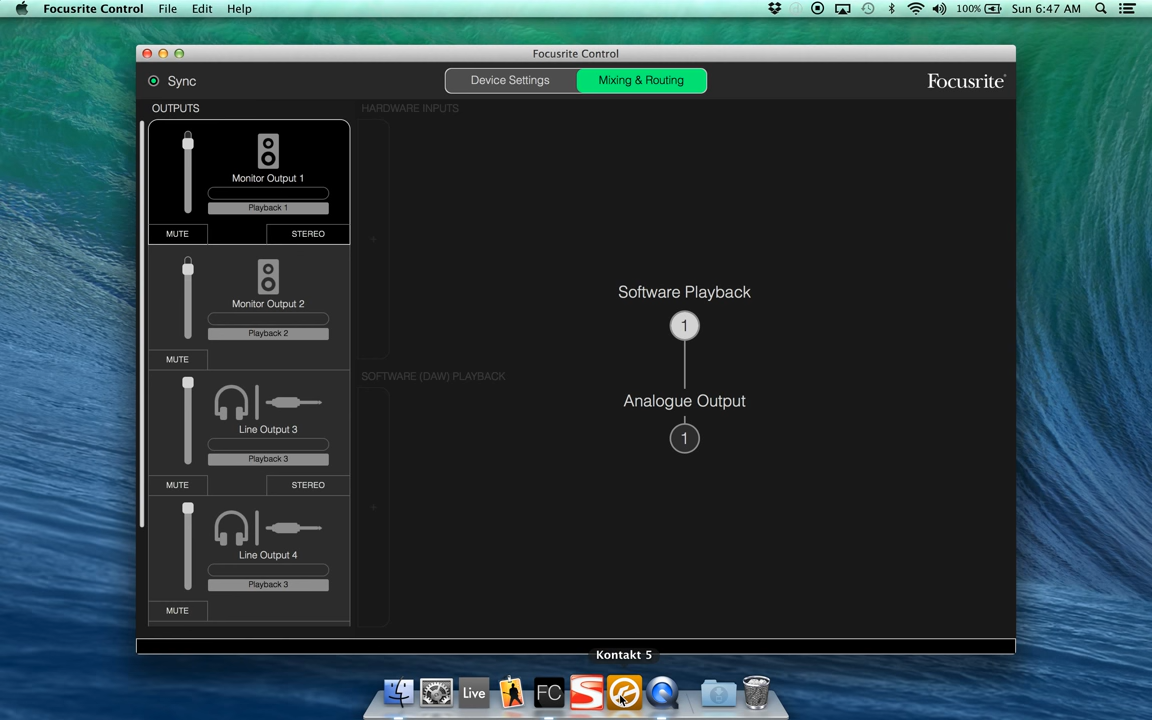 Focusrite Control File Edit Help 100% Sun 6:47 AM
Focusrite Control
Sync Device Settings Mixing & Routing Focusrite
OUTPUTS
HARDWARE INPUTS
Monitor Output 1
Playback 1
MUTE STEREO
Monitor Output 2
Playback 2
MUTE
Line Output 3
Playback 3
MUTE STEREO
Line Output 4
Playback 3
MUTE
Software Playback
1
SOFTWARE (DAW) PLAYBACK
Analogue Output
1
Kontakt 5
Live FC S